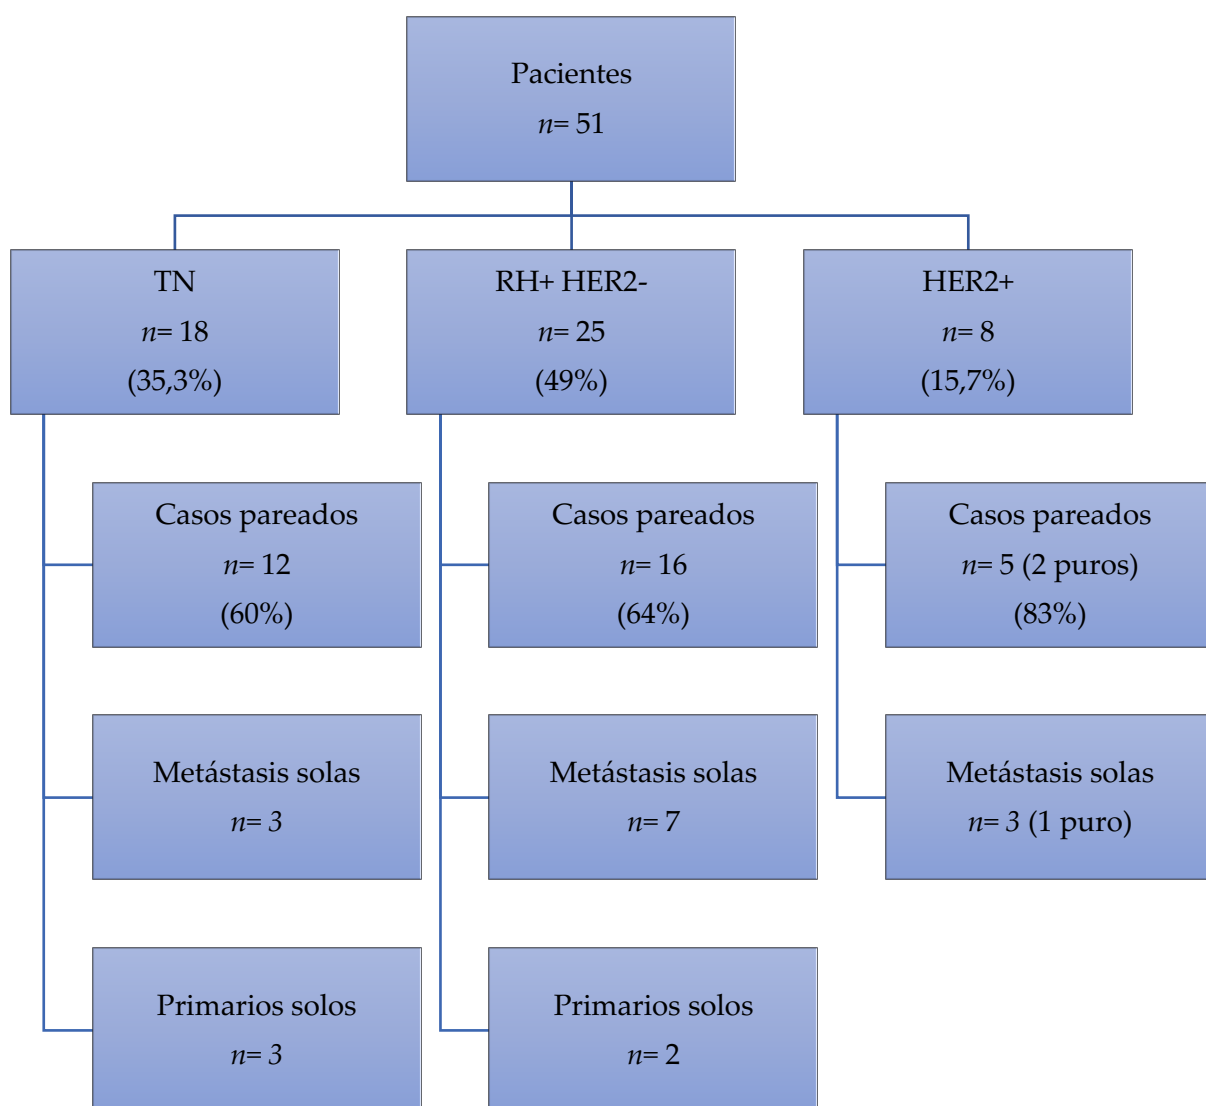 Pacientes
n= 51
TN
n= 18
(35,3%)
RH+ HER2-
n= 25
(49%)
HER2+
n= 8
(15,7%)
Casos pareados
n= 12
(60%)
Casos pareados
n= 16
(64%)
Casos pareados
n= 5 (2 puros)
(83%)
Metástasis solas
n= 3
Metástasis solas
n= 7
Metástasis solas
n= 3 (1 puro)
Primarios solos
n= 3
Primarios solos
n= 2